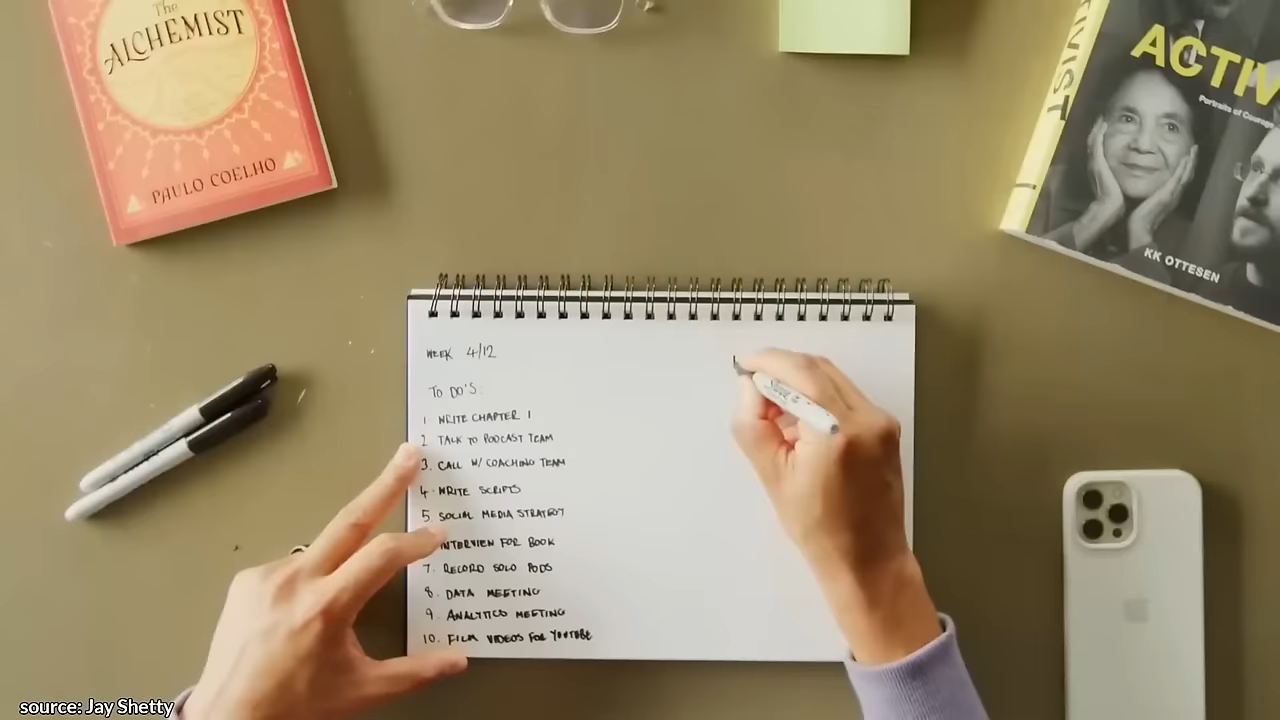 The
ALCHEMIST
PAULO COELHO
TIVIST
ACTIV
Portraits of Courage
KK OTTESEN
WEEK 4/12
TO DO'S:
1 WRITE CHAPTER 1
2 TALK TO PODCAST TEAM
3. CALL W/ COACHING TEAM
4. WRITE SCRIPTS
5. SOCIAL MEDIA STRATEGY
INTERVIEW FOR BOOK
7. RECORD SOLO PODS
8. DATA MEETING
9. ANALYTICS MEETING
10. FILM VIDEOS FOR YOUTUBE
source: Jay Shetty